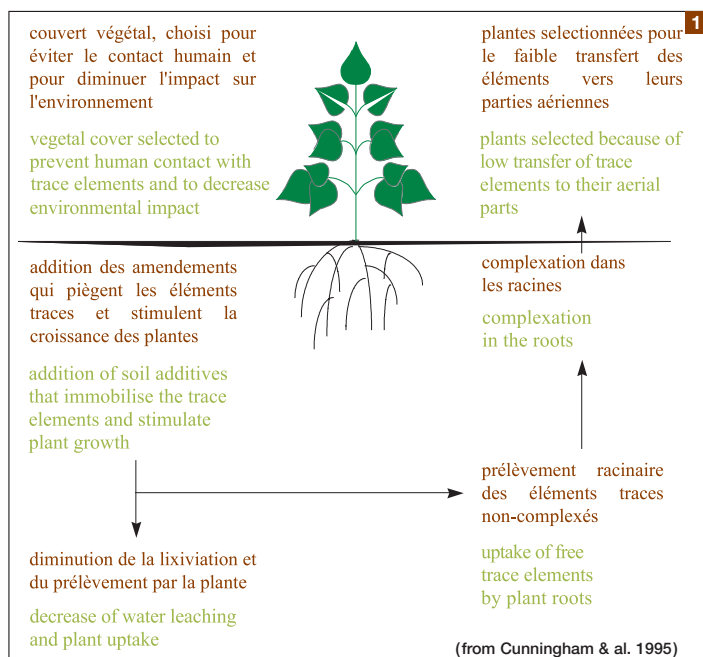 1
couvert végétal, choisi pour
éviter le contact humain et
pour diminuer l'impact sur
l'environnement
vegetal cover selected to
prevent human contact with
trace elements and to decrease
environmental impact
plantes selectionnées pour
le faible transfert des
éléments vers leurs
parties aériennes
plants selected because of
low transfer of trace
elements to their aerial
parts
addition des amendements
qui piègent les éléments
traces et stimulent la
croissance des plantes
addition of soil additives
that immobilise the trace
elements and stimulate
plant growth
complexation dans
les racines
complexation
in the roots
prélèvement racinaire
des éléments traces
non-complexés
uptake of free
trace elements
by plant roots
diminution de la lixiviation et
du prélèvement par la plante
decrease of water leaching
and plant uptake
(from Cunningham & al. 1995)